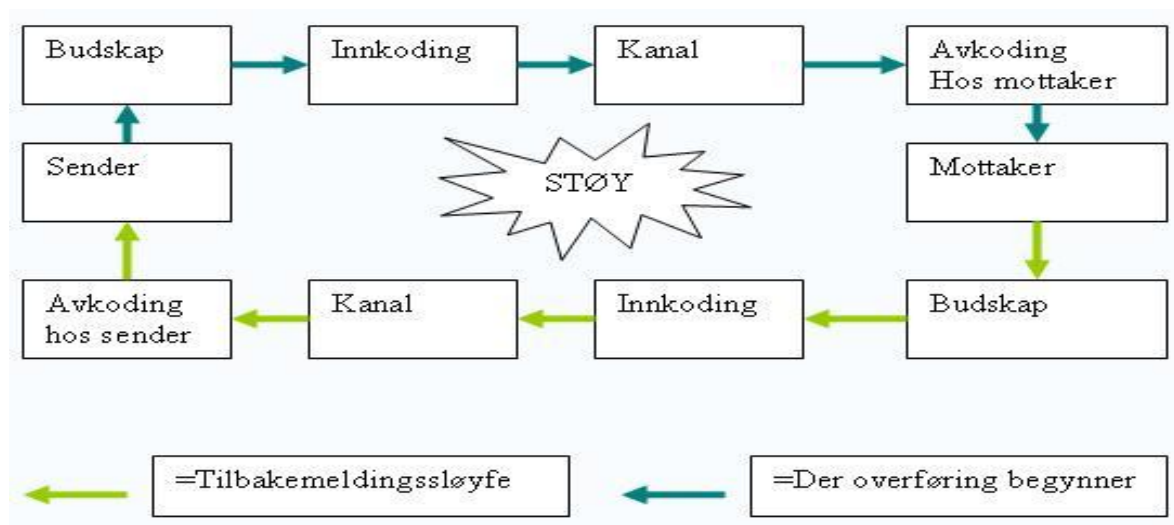 Budskap
Innkoding
Kanal
Avkoding
Hos mottaker
Sender
STØY
Mottaker
Avkoding
hos sender
Kanal
Innkoding
Budskap
=Tilbakemeldingssløyfe
=Der overføring begynner